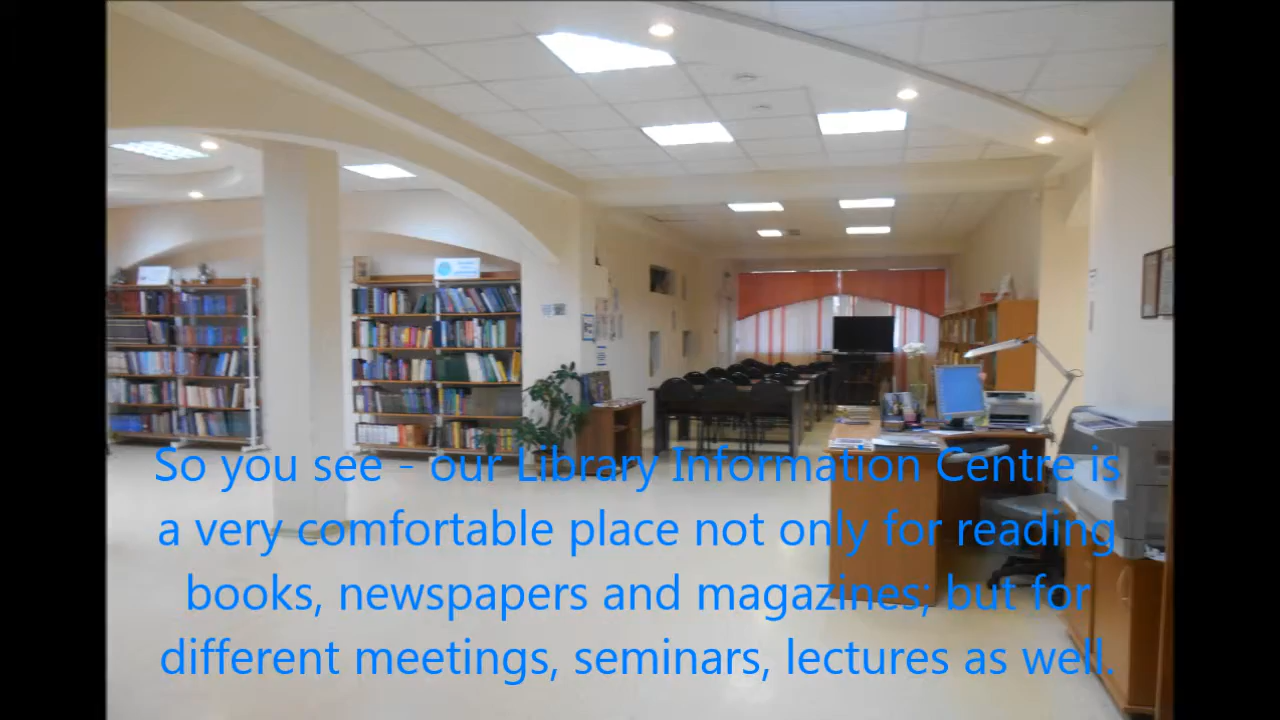 So you see - our Library Information Centre is
a very comfortable place not only for reading
books, newspapers and magazines; but for
different meetings, seminars, lectures as well.